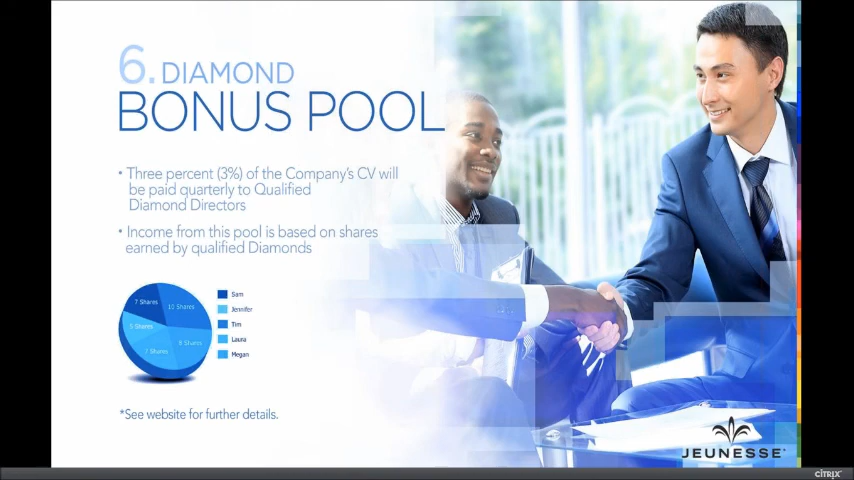 6. DIAMOND
BONUS POOL
• Three percent (3%) of the Company's CV will
be paid quarterly to Qualified
Diamond Directors
• Income from this pool is based on shares
earned by qualified Diamonds
7 Shares
10 Shares
5 Shares
8 Shares
7 Shares
Sam
Jennifer
Tim
Laura
Megan
*See website for further details.
JEUNESSE
CITRIX